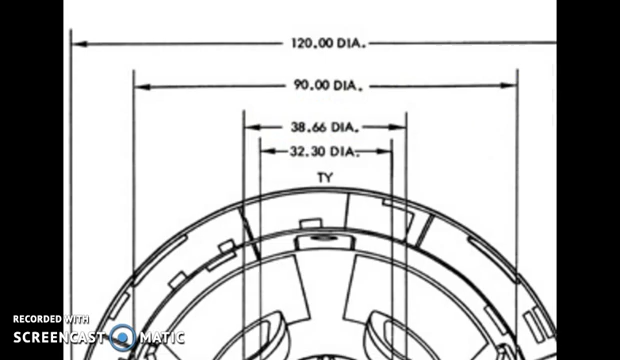 120.00 DIA.
90.00 DIA.
38.66 DIA.
32.30 DIA.
TY
RECORDED WITH
SCREENCAST MATIC